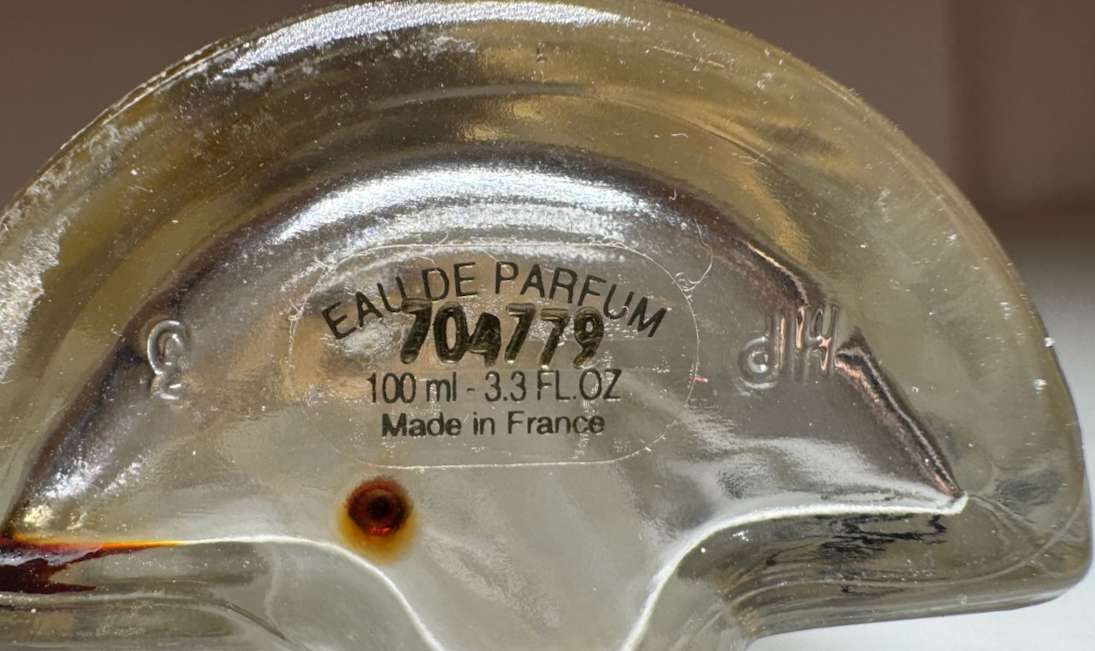 EAU DE PARFUM
704779
100 ml - 3.3 FL.OZ
Made in France